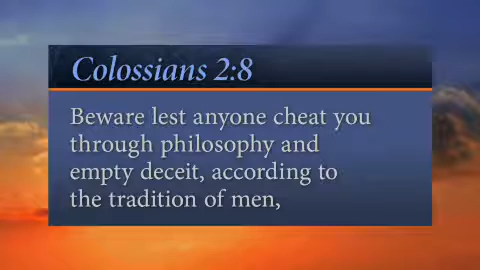 Colossians 2:8
Beware lest anyone cheat you
through philosophy and
empty deceit, according to
the tradition of men,